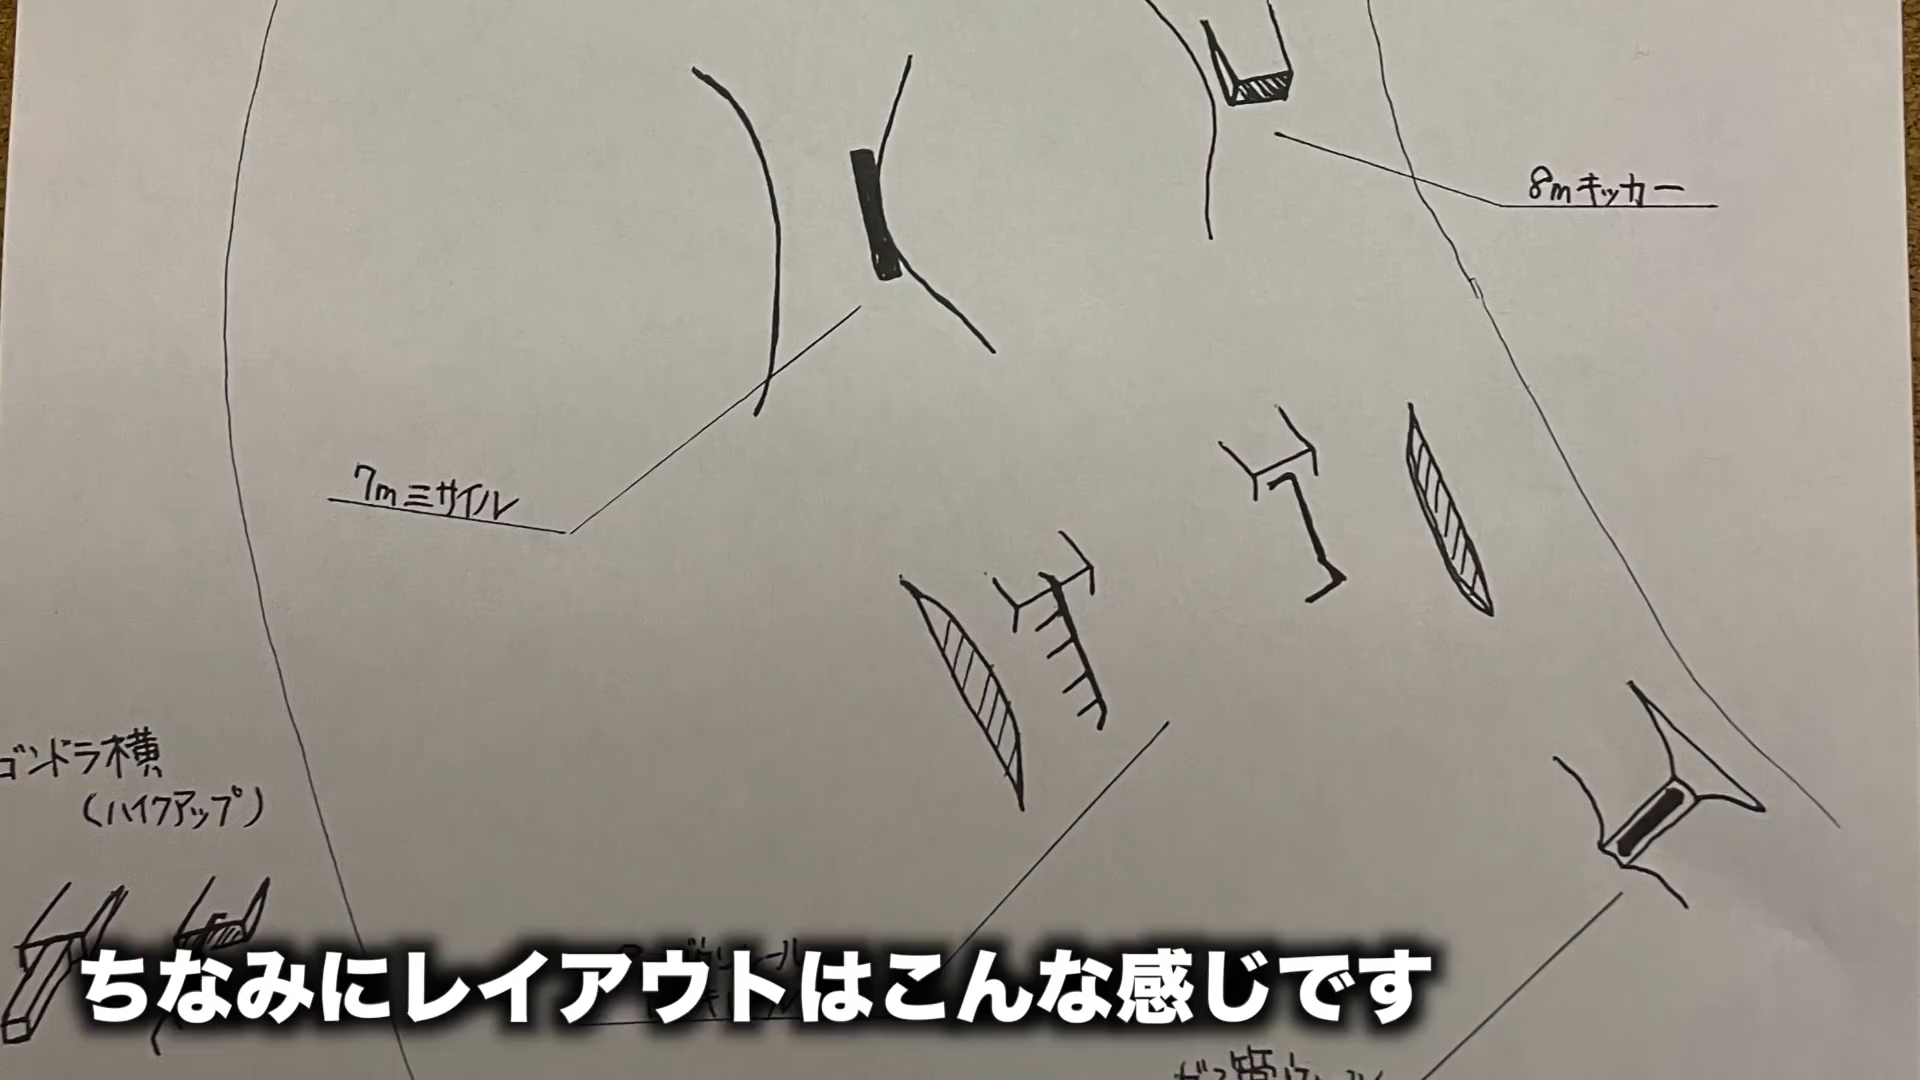 8mキッカー
7mミサイル
ゴンドラ横
(ハイクアップ)
ちなみにレイアウトはこんな感じです